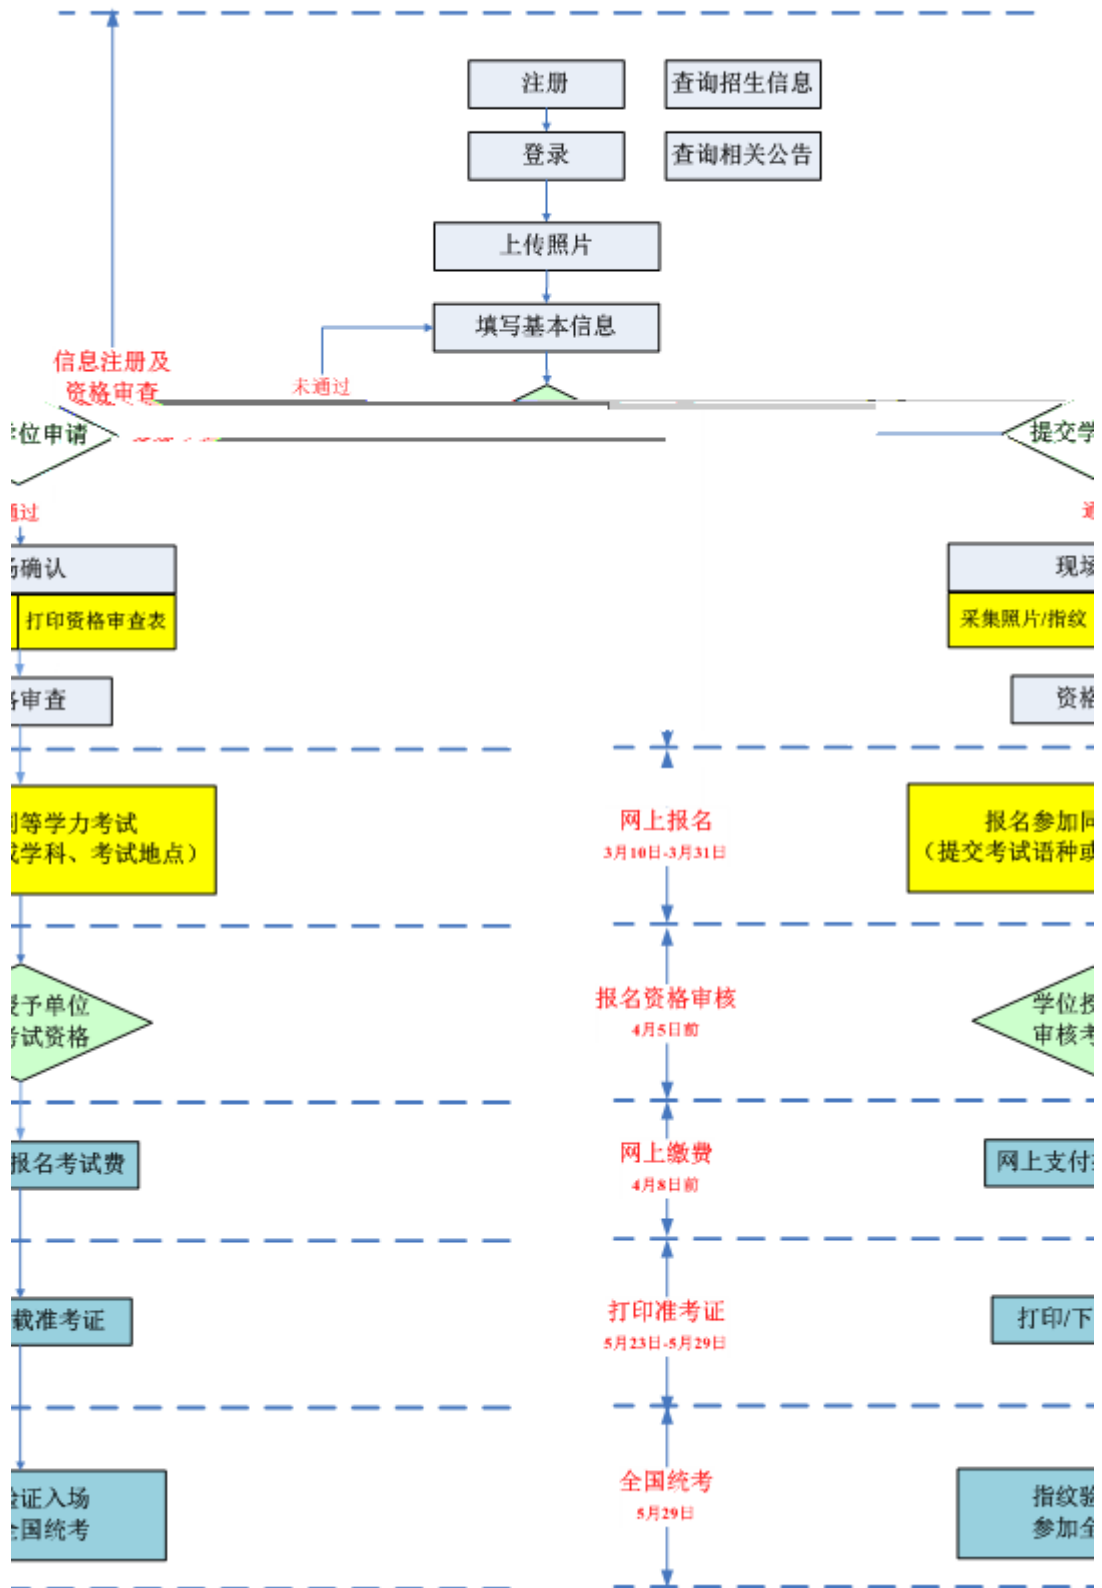 注册
查询招生信息
登录
查询相关公告
上传照片
填写基本信息
信息注册及
资格审查
未通过
位申请
提交学
通过
通
确认
现场
打印资格审查表
采集照片/指纹
审查
资格
等学力考试
学科、考试地点）
网上报名
3月10日-3月31日
报名参加同
（提交考试语种或
予单位
试资格
报名资格审核
4月5日前
学位授
审核考
报名考试费
网上缴费
4月8日前
网上支付
载准考证
打印准考证
5月23日-5月29日
打印/下
证入场
国统考
全国统考
5月29日
指纹验
参加全